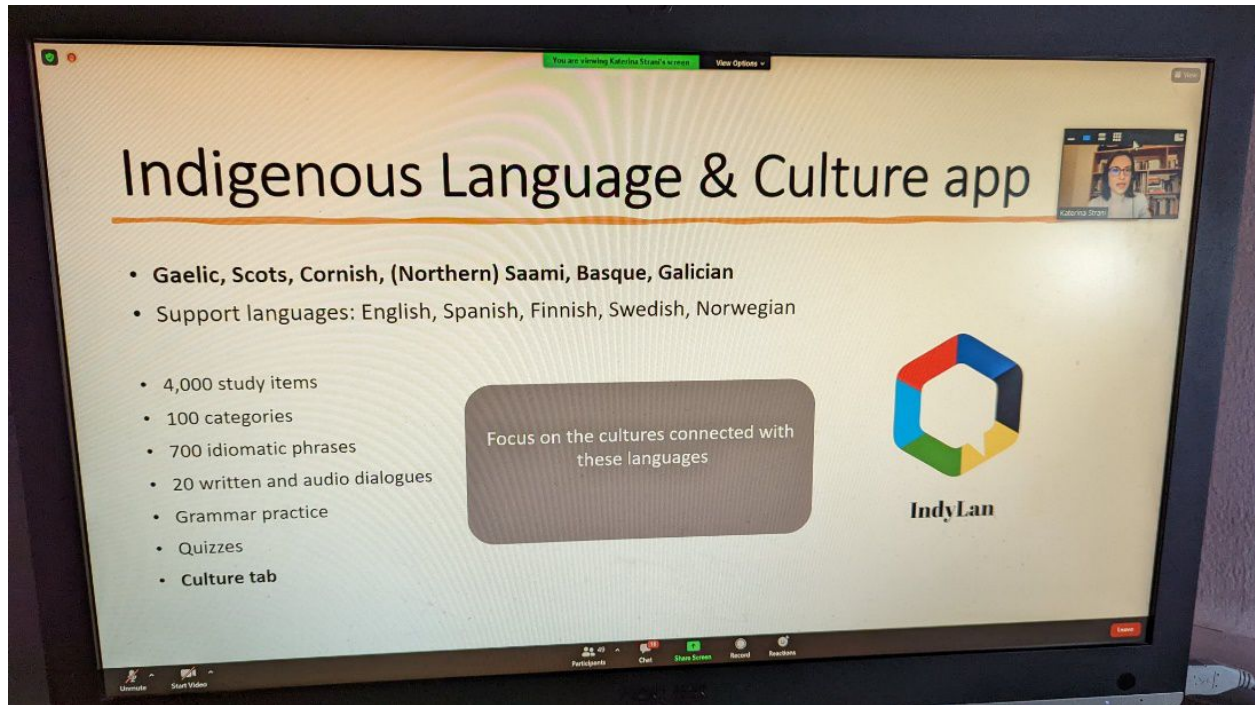 You are viewing Katerina Strani's screen
View Options
View
Indigenous Language & Culture app
Katerina Strani
• Gaelic, Scots, Cornish, (Northern) Saami, Basque, Galician
• Support languages: English, Spanish, Finnish, Swedish, Norwegian
• 4,000 study items
• 100 categories
• 700 idiomatic phrases
• 20 written and audio dialogues
• Grammar practice
• Quizzes
• Culture tab
Focus on the cultures connected with
these languages
IndyLan
Unmute
Start Video
49
Participants
Chat
Share Screen
Record
Reactions
Leave